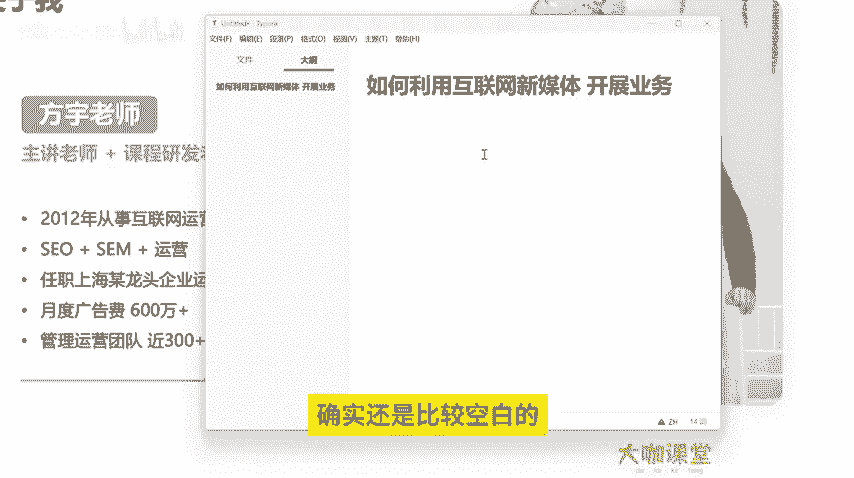 Untitled - Typora
文件(F) 编辑(E) 段落(P) 格式(O) 视图(V) 主题(T) 帮助(H)
文件 大纲
如何利用互联网新媒体 开展业务
如何利用互联网新媒体 开展业务
方宇老师
主讲老师 + 课程研发
• 2012年从事互联网运营
• SEO + SEM + 运营
• 任职上海某龙头企业运
• 月度广告费 600万+
• 管理运营团队 近300+
确实还是比较空白的
ZH 14 词
大咖课堂